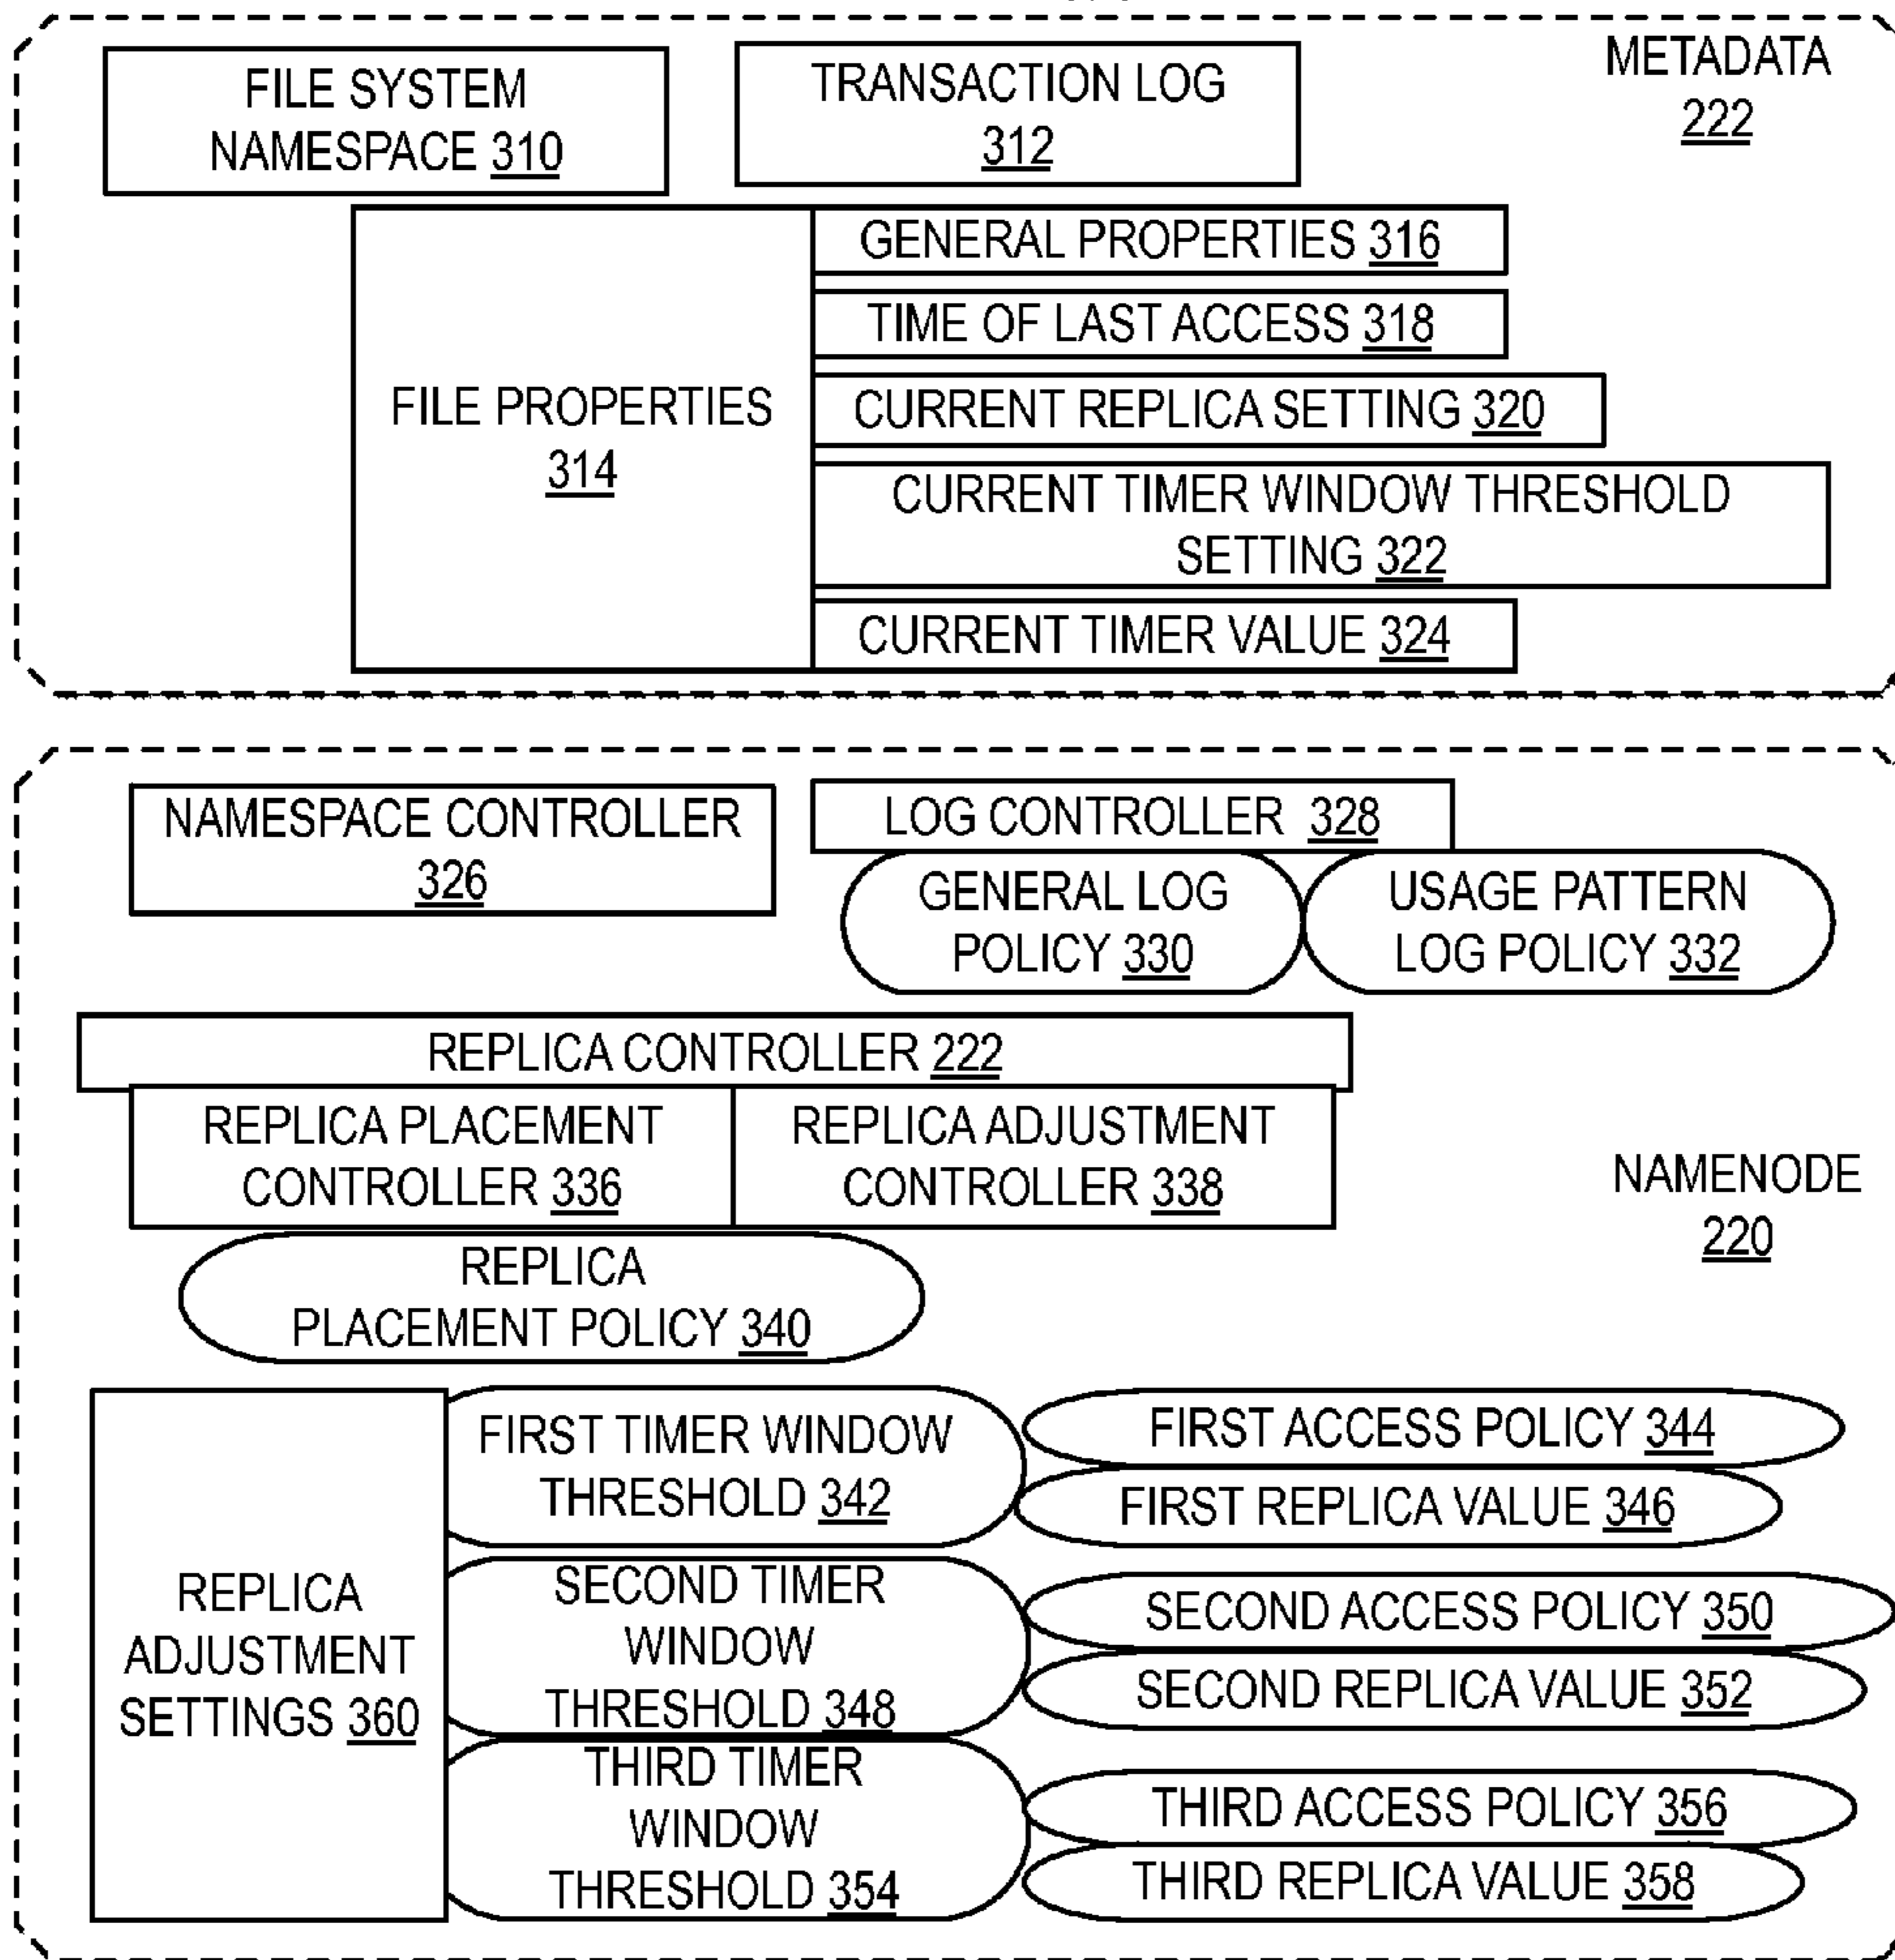 METADATA
222
FILE SYSTEM
NAMESPACE 310
TRANSACTION LOG
312
FILE PROPERTIES
314
GENERAL PROPERTIES 316
TIME OF LAST ACCESS 318
CURRENT REPLICA SETTING 320
CURRENT TIMER WINDOW THRESHOLD
SETTING 322
CURRENT TIMER VALUE 324
NAMESPACE CONTROLLER
326
LOG CONTROLLER 328
GENERAL LOG
POLICY 330
USAGE PATTERN
LOG POLICY 332
REPLICA CONTROLLER 222
REPLICA PLACEMENT
CONTROLLER 336
REPLICA ADJUSTMENT
CONTROLLER 338
NAMENODE
220
REPLICA
PLACEMENT POLICY 340
REPLICA
ADJUSTMENT
SETTINGS 360
FIRST TIMER WINDOW
THRESHOLD 342
FIRST ACCESS POLICY 344
FIRST REPLICA VALUE 346
SECOND TIMER
WINDOW
THRESHOLD 348
SECOND ACCESS POLICY 350
SECOND REPLICA VALUE 352
THIRD TIMER
WINDOW
THRESHOLD 354
THIRD ACCESS POLICY 356
THIRD REPLICA VALUE 358